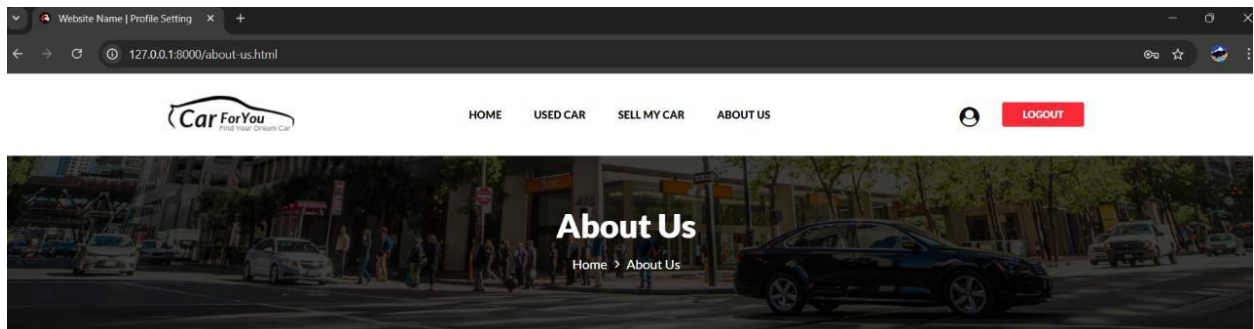 Website Name | Profile Setting
127.0.0.1:8000/about-us.html
Car ForYou
Find Your Dream Car
HOME USED CAR SELL MY CAR ABOUT US LOGOUT
About Us
Home > About Us